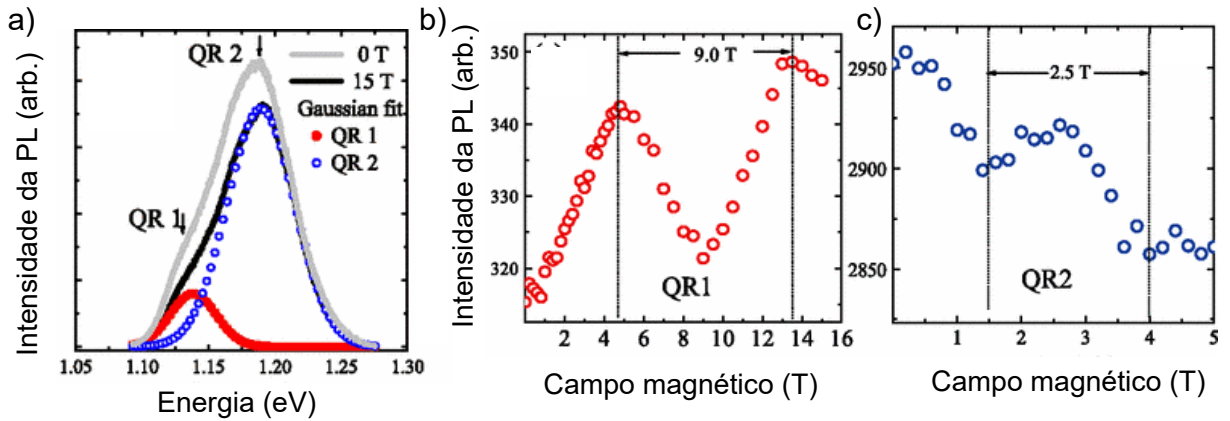 a)
Intensidade da PL (arb.)
QR 2
0 T
15 T
Gaussian fit.
QR 1
QR 2
QR 1
1.05 1.10 1.15 1.20 1.25 1.30
Energia (eV)
b)
Intensidade da PL (arb.)
350
340
330
320
9.0 T
QR1
2 4 6 8 10 12 14 16
Campo magnético (T)
c)
2950
2900
2850
2.5 T
QR2
1 2 3 4 5
Campo magnético (T)